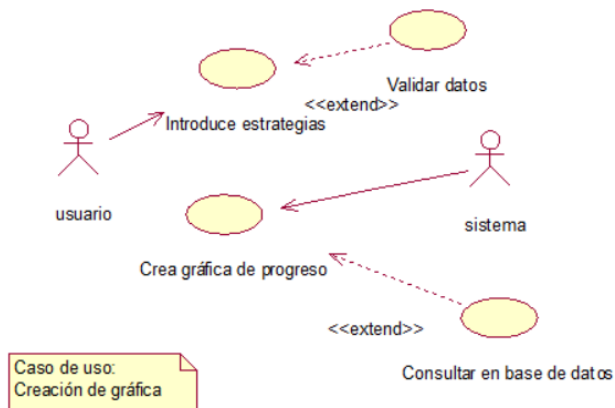 Validar datos
<<extend>>
Introduce estrategias
usuario
sistema
Crea gráfica de progreso
<<extend>>
Consultar en base de datos
Caso de uso:
Creación de gráfica